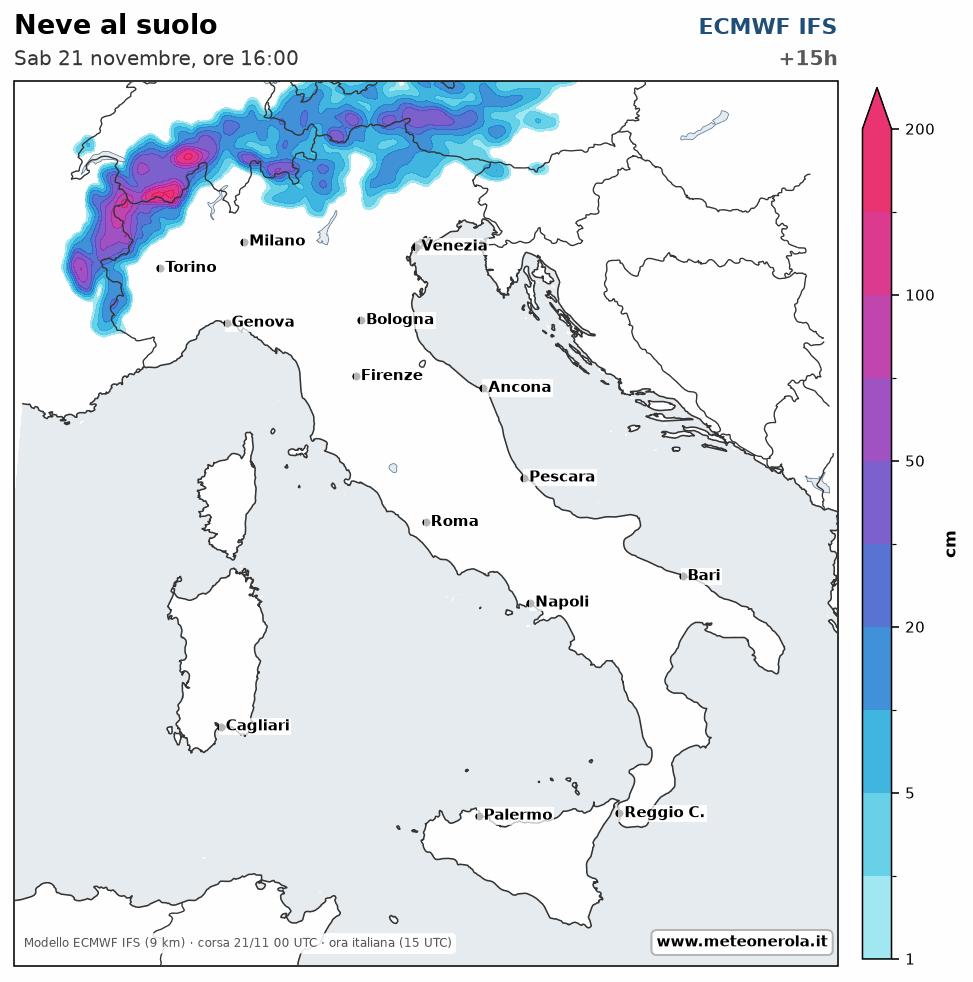 Neve al suolo
ECMWF IFS
Sab 21 novembre, ore 16:00
+15h
200
100
50
20
5
1
cm
Milano
Venezia
Torino
Genova
Bologna
Firenze
Ancona
Pescara
Roma
Bari
Napoli
Cagliari
Palermo
Reggio C.
Modello ECMWF IFS (9 km) · corsa 21/11 00 UTC · ora italiana (15 UTC)
www.meteonerola.it